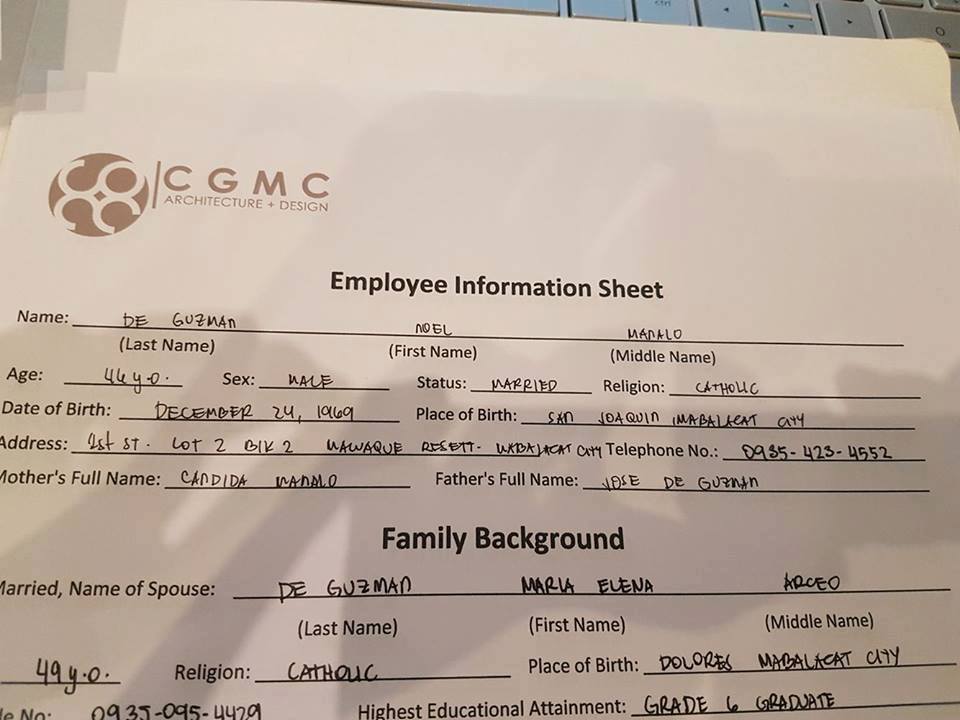 ctrl
CGMC
ARCHITECTURE + DESIGN
Employee Information Sheet
Name: DE GUZMAN NOEL MANALO
(Last Name) (First Name) (Middle Name)
Age: 46 y.o. Sex: MALE Status: MARRIED Religion: CATHOLIC
Date of Birth: DECEMBER 24, 1969 Place of Birth: SAN JOAQUIN MABALACAT CITY
Address: 1st ST. LOT 2 BIK 2 MAWAQUE RESETT. MABALACAT CITY Telephone No.: 0935-423-4552
Mother's Full Name: CANDIDA MANALO Father's Full Name: JOSE DE GUZMAN
Family Background
Married, Name of Spouse: DE GUZMAN MARIA ELENA ARCEO
(Last Name) (First Name) (Middle Name)
49 y.o. Religion: CATHOLIC Place of Birth: DOLORES MABALACAT CITY
le No: 0935-095-4429 Highest Educational Attainment: GRADE 6 GRADUATE